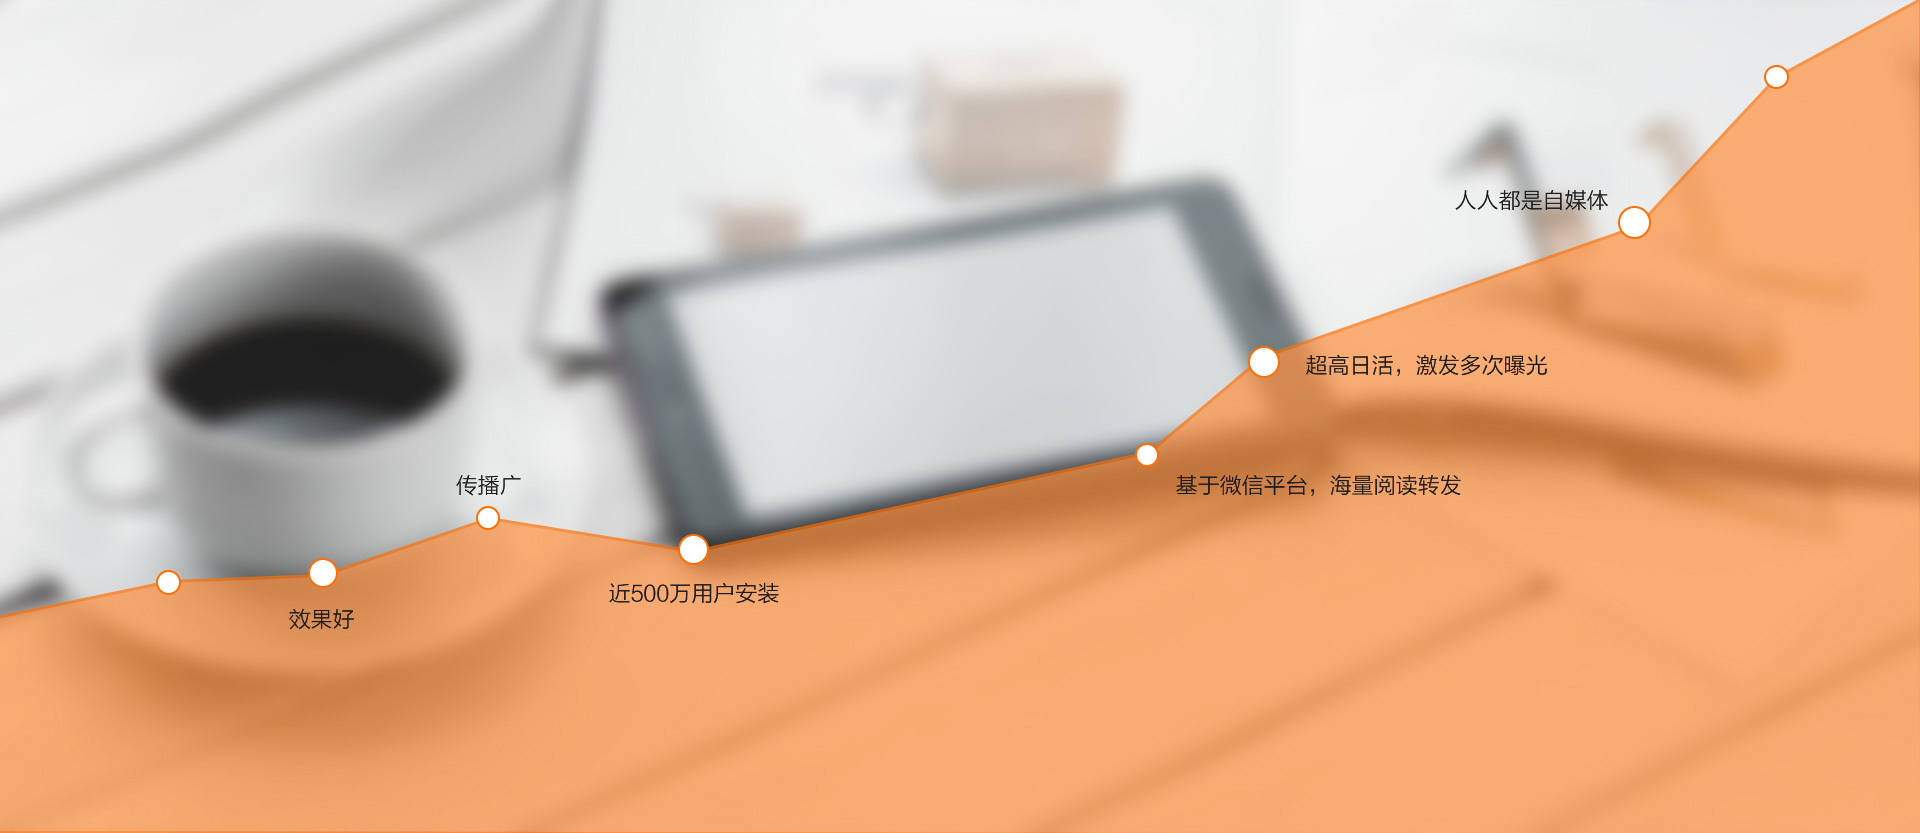 人人都是自媒体
超高日活，激发多次曝光
传播广
基于微信平台，海量阅读转发
近500万用户安装
效果好